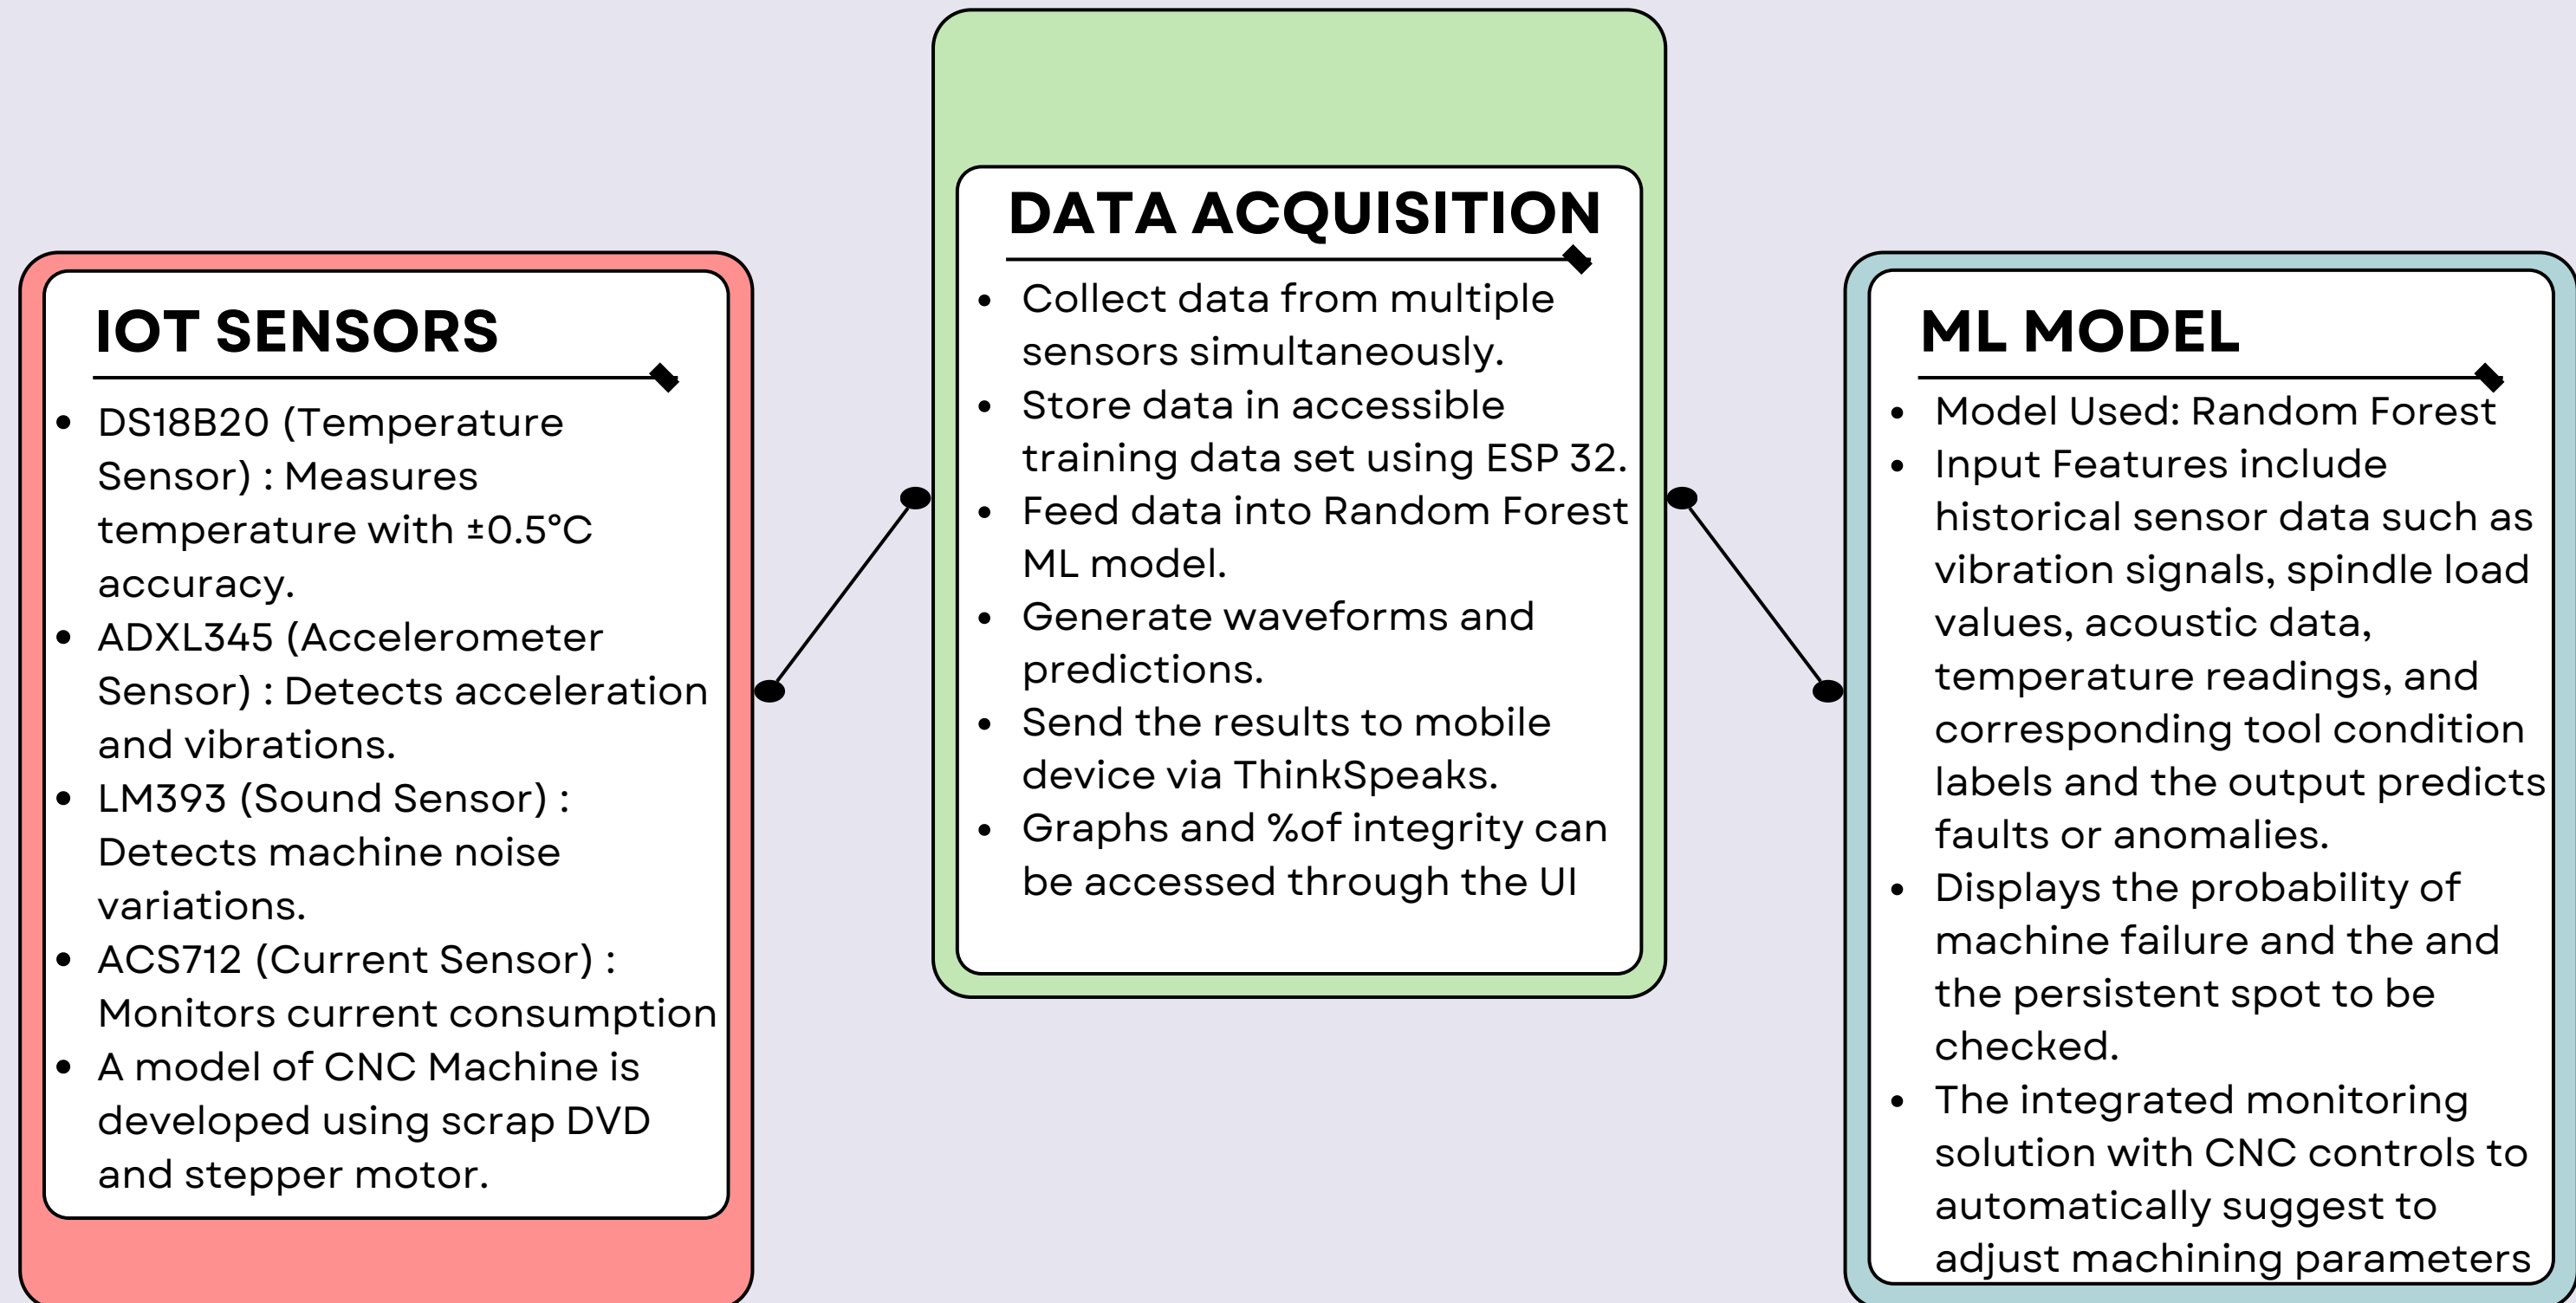 IOT SENSORS
• DS18B20 (Temperature
Sensor) : Measures
temperature with ±0.5°C
accuracy.
• ADXL345 (Accelerometer
Sensor) : Detects acceleration
and vibrations.
• LM393 (Sound Sensor) :
Detects machine noise
variations.
• ACS712 (Current Sensor) :
Monitors current consumption
• A model of CNC Machine is
developed using scrap DVD
and stepper motor.
DATA ACQUISITION
• Collect data from multiple
sensors simultaneously.
• Store data in accessible
training data set using ESP 32.
• Feed data into Random Forest
ML model.
• Generate waveforms and
predictions.
• Send the results to mobile
device via ThinkSpeaks.
• Graphs and %of integrity can
be accessed through the UI
ML MODEL
• Model Used: Random Forest
• Input Features include
historical sensor data such as
vibration signals, spindle load
values, acoustic data,
temperature readings, and
corresponding tool condition
labels and the output predicts
faults or anomalies.
• Displays the probability of
machine failure and the and
the persistent spot to be
checked.
• The integrated monitoring
solution with CNC controls to
automatically suggest to
adjust machining parameters